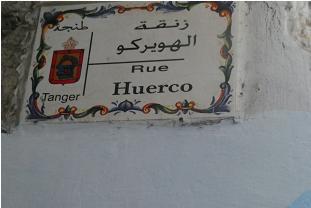 طنجة
زنقة
الهويركو
Rue
Huerco
Tanger